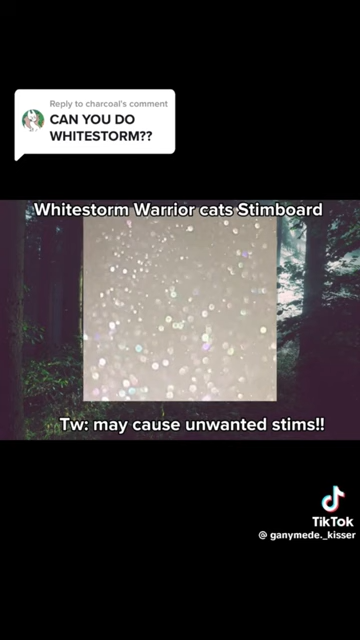 Reply to charcoal's comment
CAN YOU DO
WHITESTORM??
Whitestorm Warrior cats Stimboard
Tw: may cause unwanted stims!!
TikTok
@ ganymede._kisser